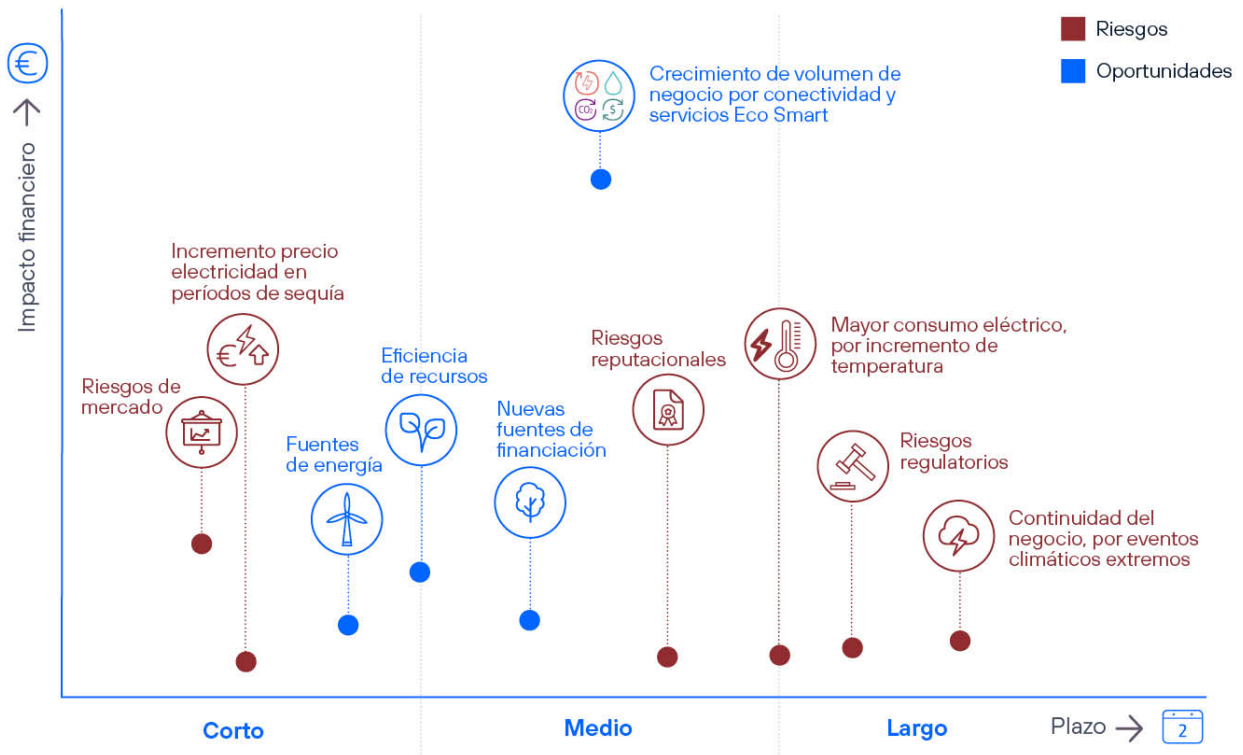 Riesgos
Oportunidades
€
Impacto financiero
Crecimiento de volumen de
negocio por conectividad y
servicios Eco Smart
CO₂
$
Incremento precio
electricidad en
períodos de sequía
€
Riesgos de
mercado
Fuentes
de energía
Eficiencia
de recursos
Nuevas
fuentes de
financiación
Riesgos
reputacionales
Mayor consumo eléctrico,
por incremento de
temperatura
Riesgos
regulatorios
Continuidad del
negocio, por eventos
climáticos extremos
Corto
Medio
Largo
Plazo
2